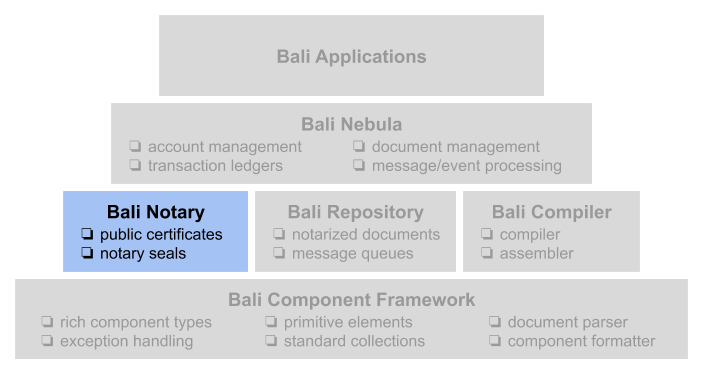 Bali Applications
Bali Nebula
❏ account management ❏ document management
❏ transaction ledgers ❏ message/event processing
Bali Notary
❏ public certificates
❏ notary seals
Bali Repository
❏ notarized documents
❏ message queues
Bali Compiler
❏ compiler
❏ assembler
Bali Component Framework
❏ rich component types ❏ primitive elements ❏ document parser
❏ exception handling ❏ standard collections ❏ component formatter